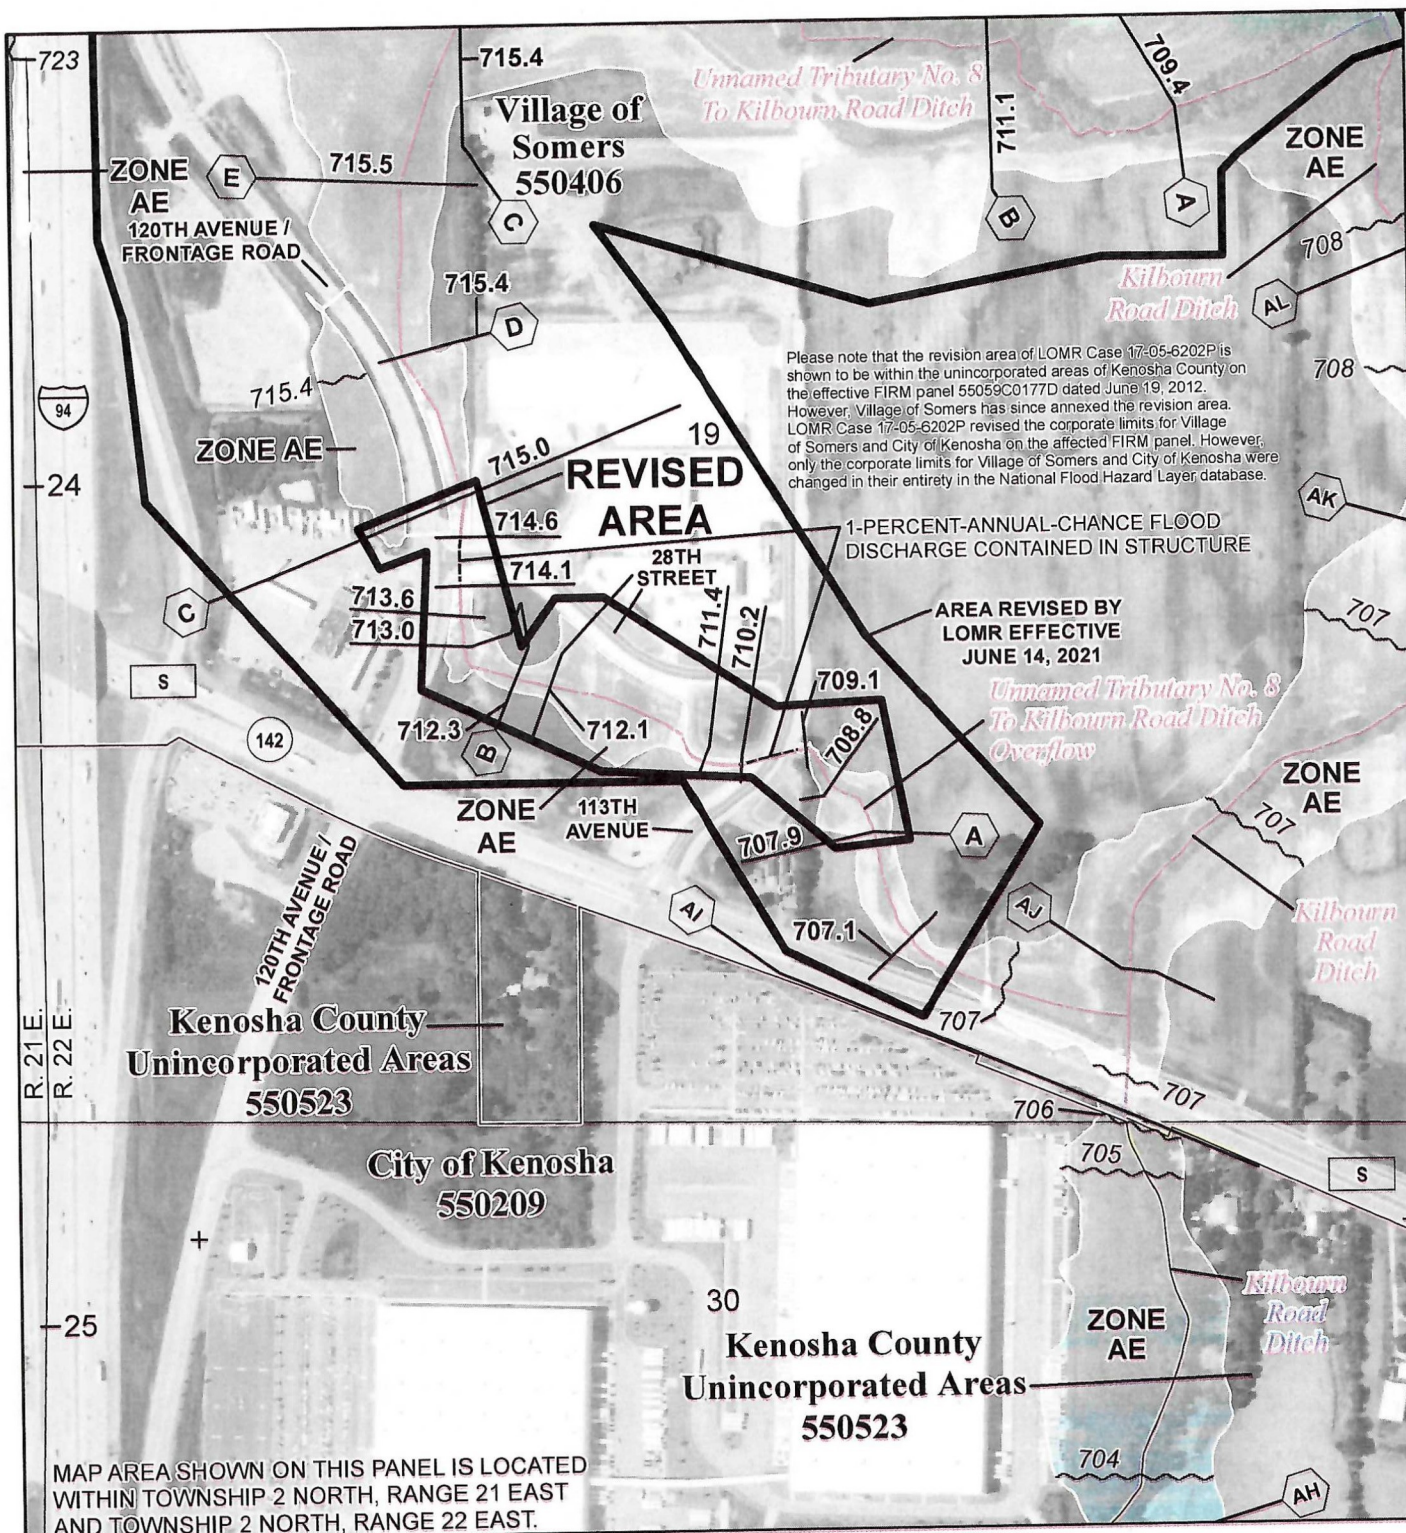 723
715.4
Village of
Somers
550406
Unnamed Tributary No. 8
To Kilbourn Road Ditch
711.1
709.4
ZONE
AE
ZONE
AE
E
715.5
C
B
A
120TH AVENUE /
FRONTAGE ROAD
708
Kilbourn
Road Ditch
AL
715.4
D
Please note that the revision area of LOMR Case 17-05-6202P is
shown to be within the unincorporated areas of Kenosha County on
the effective FIRM panel 55059C0177D dated June 19, 2012.
However, Village of Somers has since annexed the revision area.
LOMR Case 17-05-6202P revised the corporate limits for Village
of Somers and City of Kenosha on the affected FIRM panel. However,
only the corporate limits for Village of Somers and City of Kenosha were
changed in their entirety in the National Flood Hazard Layer database.
708
715.4
94
ZONE AE
715.0
19
REVISED
AREA
24
AK
714.6
1-PERCENT-ANNUAL-CHANCE FLOOD
DISCHARGE CONTAINED IN STRUCTURE
28TH
STREET
714.1
713.6
713.0
C
711.4
710.2
AREA REVISED BY
LOMR EFFECTIVE
JUNE 14, 2021
707
S
709.1
Unnamed Tributary No. 8
To Kilbourn Road Ditch
Overflow
142
712.3
B
712.1
708.8
ZONE
AE
ZONE
AE
113TH
AVENUE
707
707.9
A
120TH AVENUE /
FRONTAGE ROAD
AI
AJ
707.1
Kilbourn
Road
Ditch
R. 21 E.
R. 22 E.
Kenosha County
Unincorporated Areas
550523
707
707
706
705
S
City of Kenosha
550209
30
Kilbourn
Road
Ditch
ZONE
AE
25
Kenosha County
Unincorporated Areas
550523
704
AH
MAP AREA SHOWN ON THIS PANEL IS LOCATED
WITHIN TOWNSHIP 2 NORTH, RANGE 21 EAST
AND TOWNSHIP 2 NORTH, RANGE 22 EAST.